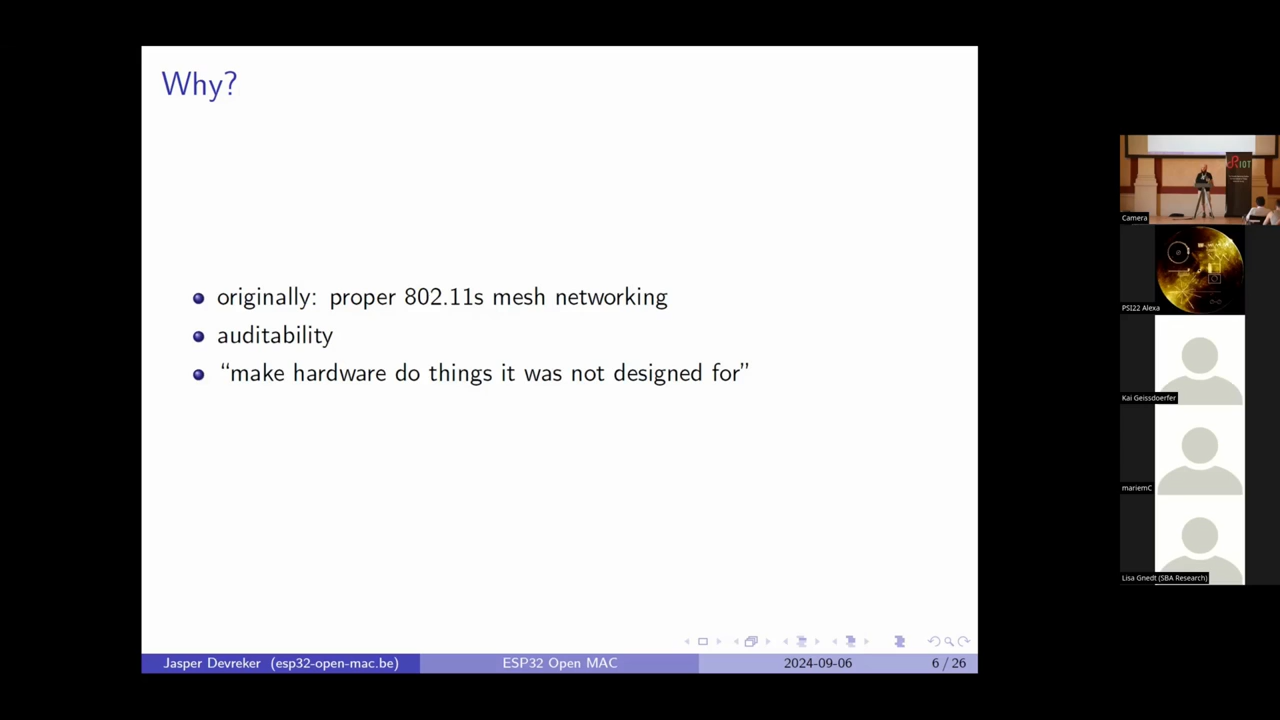 Why?
originally: proper 802.11s mesh networking
auditability
“make hardware do things it was not designed for”
Jasper Devreker (esp32-open-mac.be)
ESP32 Open MAC
2024-09-06
6 / 26
RIOT
Camera
PSI22 Alexa
Kai Geissdoerfer
mariemC
Lisa Gnedt (SBA Research)